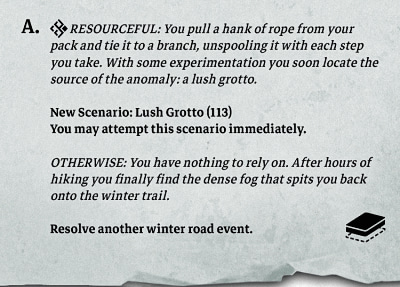 A. RESOURCEFUL: You pull a hank of rope from your
pack and tie it to a branch, unspooling it with each step
you take. With some experimentation you soon locate the
source of the anomaly: a lush grotto.
New Scenario: Lush Grotto (113)
You may attempt this scenario immediately.
OTHERWISE: You have nothing to rely on. After hours of
hiking you finally find the dense fog that spits you back
onto the winter trail.
Resolve another winter road event.